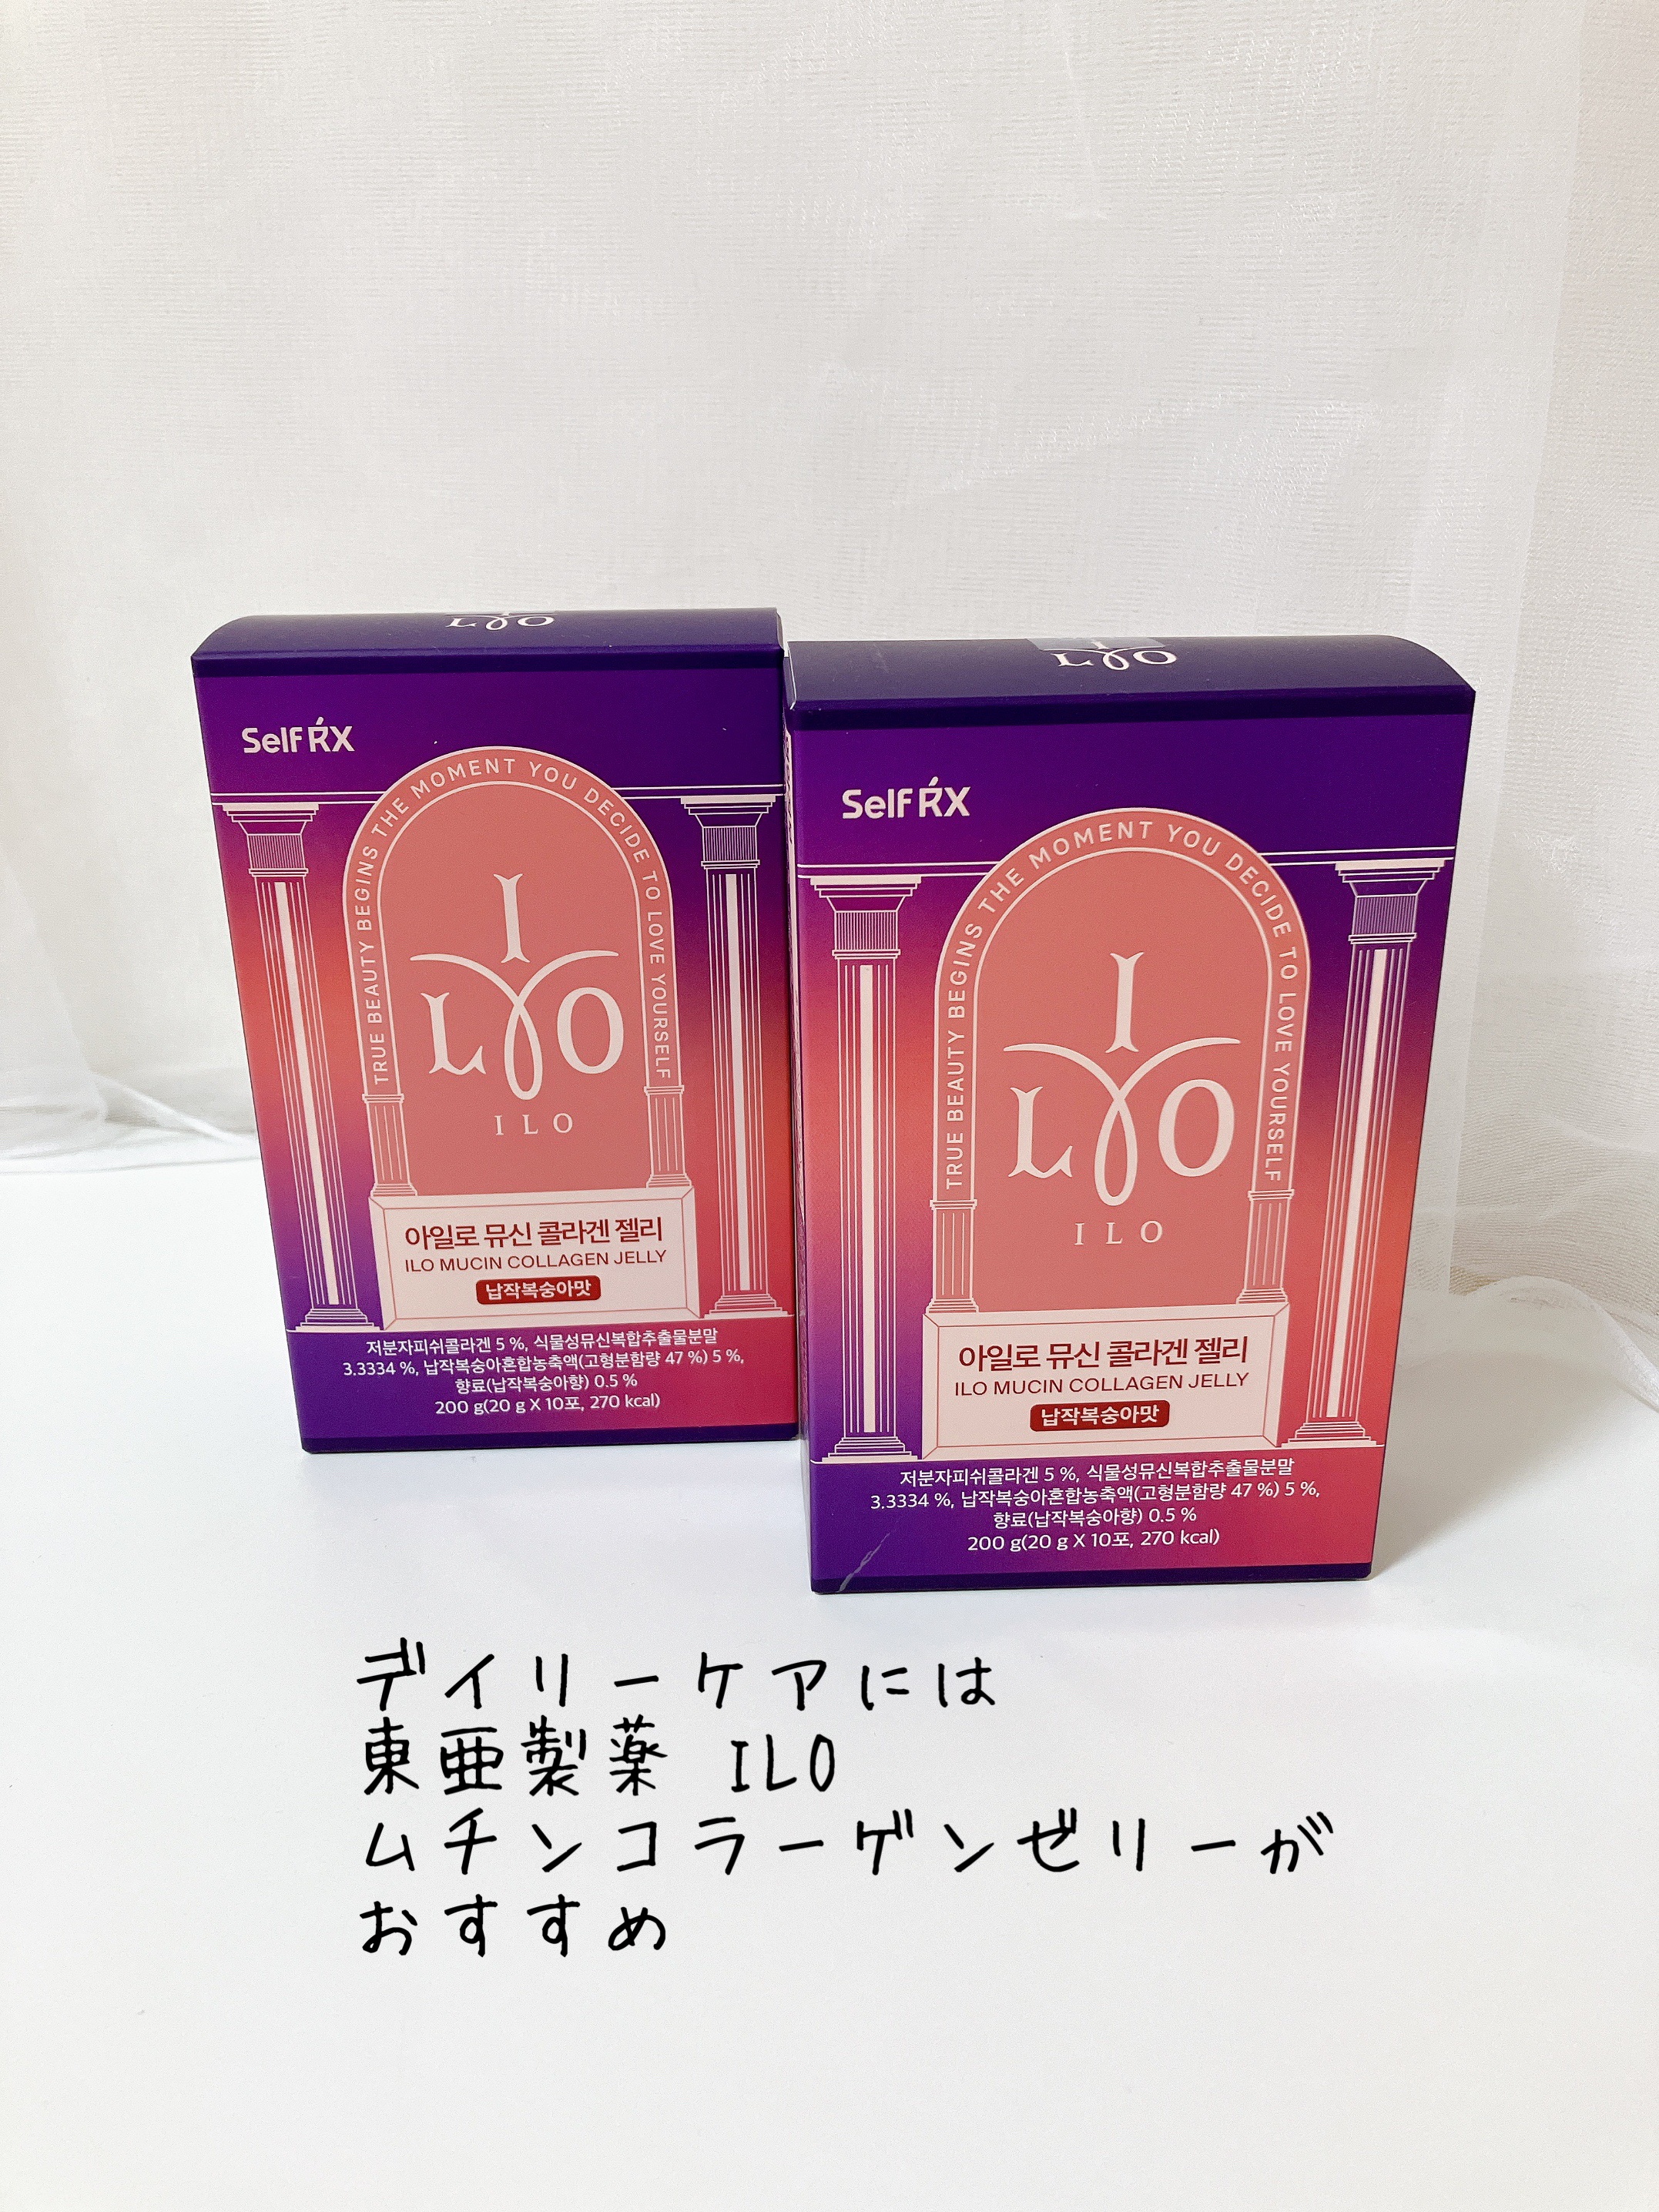 LO
Self RX
TRUE BEAUTY BEGINS THE MOMENT YOU DECIDE TO LOVE YOURSELF
I
L O
ILO
아일로 뮤신 콜라겐 젤리
ILO MUCIN COLLAGEN JELLY
납작복숭아맛
저분자피쉬콜라겐 5 %, 식물성뮤신복합추출물분말
3.3334 %, 납작복숭아혼합농축액(고형분함량 47 %) 5 %,
향료(납작복숭아향) 0.5 %
200 g(20 g X 10포, 270 kcal)
I
L O
Self RX
TRUE BEAUTY BEGINS THE MOMENT YOU DECIDE TO LOVE YOURSELF
I
L O
ILO
아일로 뮤신 콜라겐 젤리
ILO MUCIN COLLAGEN JELLY
납작복숭아맛
저분자피쉬콜라겐 5 %, 식물성뮤신복합추출물분말
3.3334 %, 납작복숭아혼합농축액(고형분함량 47 %) 5 %,
향료(납작복숭아향) 0.5 %
200 g(20 g X 10포, 270 kcal)
デイリーケアには
東亜製薬 ILO
ムチンコラーゲンゼリーが
おすすめ